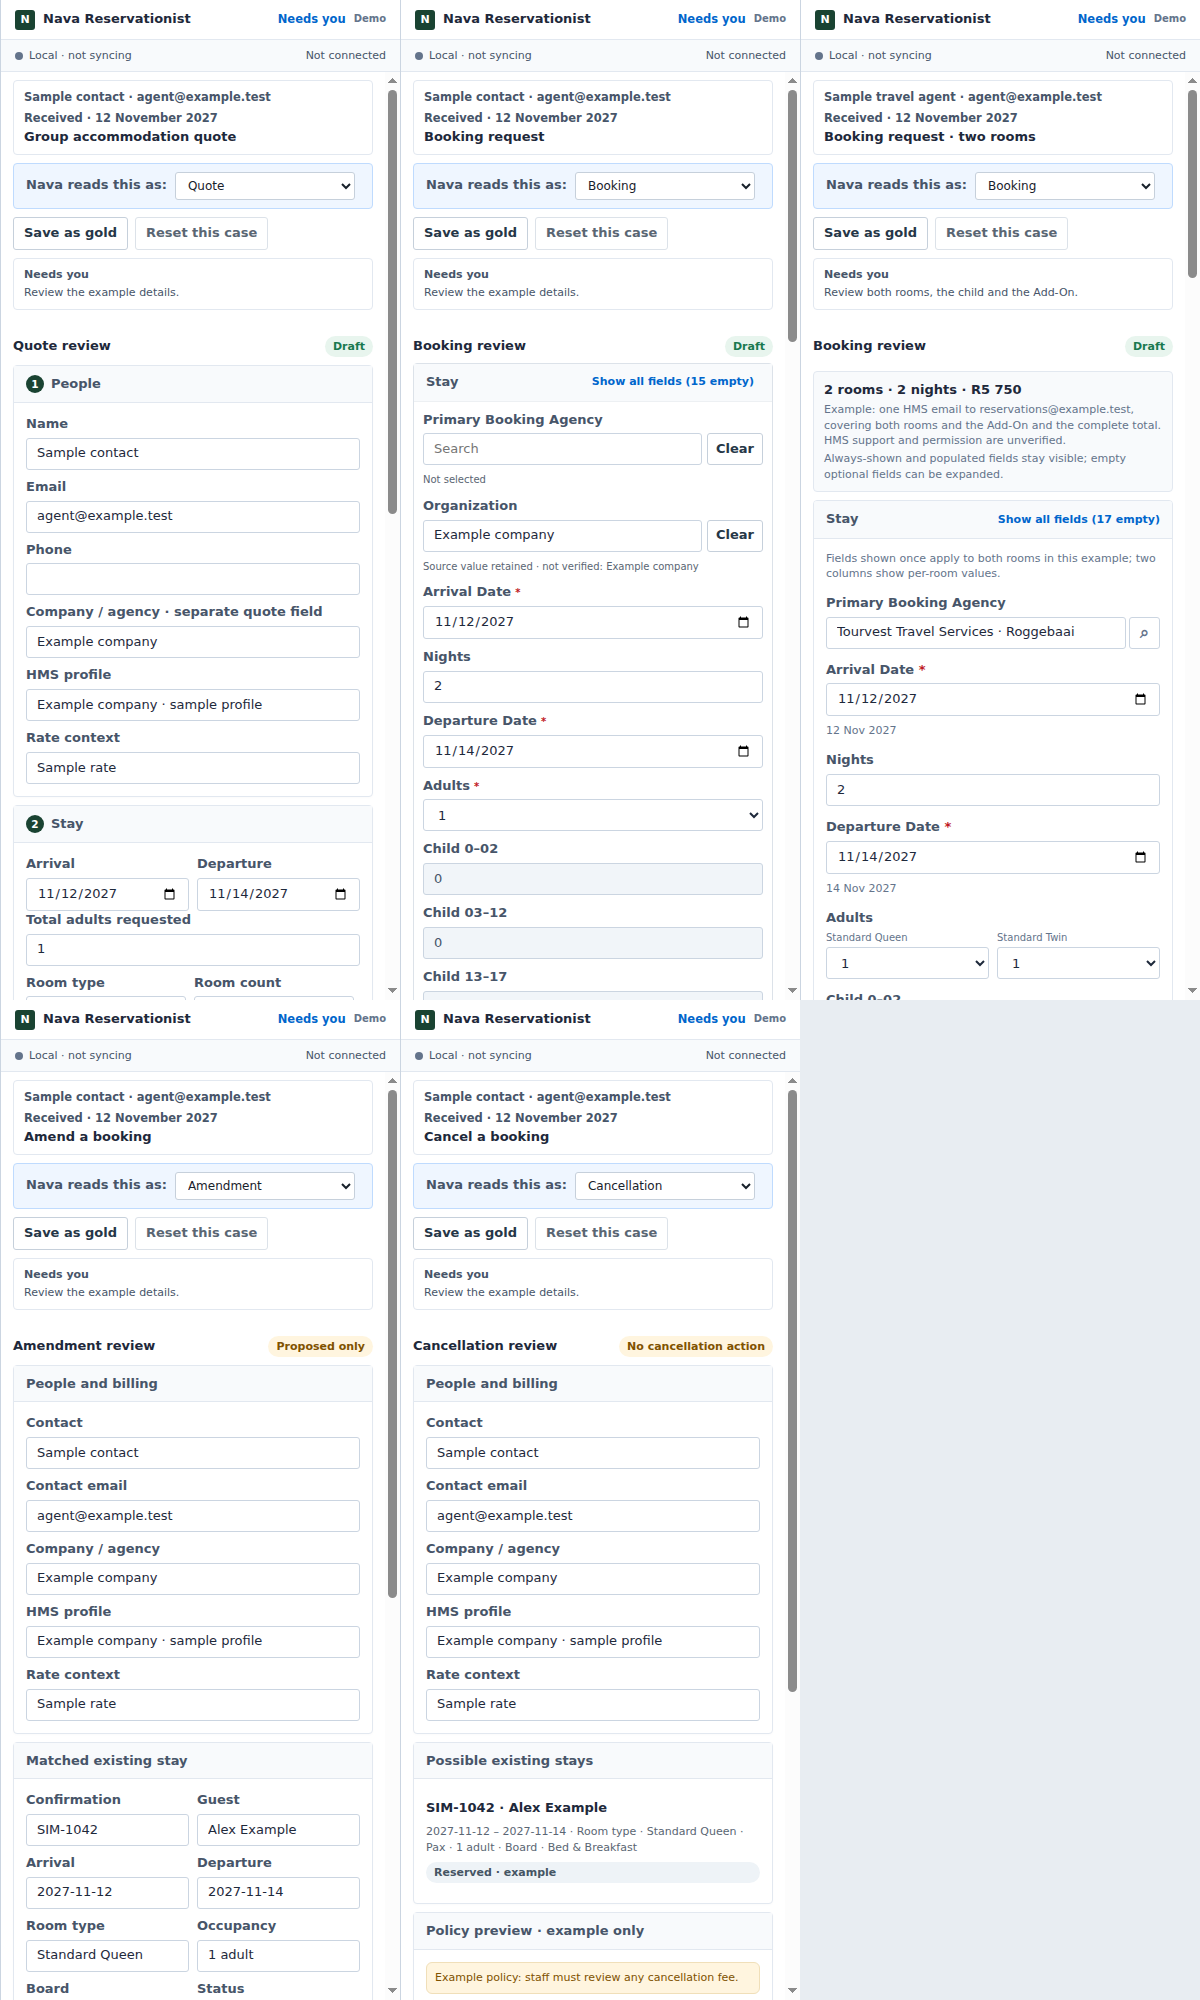 N Nava Reservationist Needs you Demo
Local · not syncing Not connected
Sample contact · agent@example.test
Received · 12 November 2027
Group accommodation quote
Nava reads this as: Quote
Save as gold Reset this case
Needs you
Review the example details.
Quote review Draft
1 People
Name
Sample contact
Email
agent@example.test
Phone
Company / agency · separate quote field
Example company
HMS profile
Example company · sample profile
Rate context
Sample rate
2 Stay
Arrival Departure
11/12/2027 11/14/2027
Total adults requested
1
Room type Room count
N Nava Reservationist Needs you Demo
Local · not syncing Not connected
Sample contact · agent@example.test
Received · 12 November 2027
Booking request
Nava reads this as: Booking
Save as gold Reset this case
Needs you
Review the example details.
Booking review Draft
Stay Show all fields (15 empty)
Primary Booking Agency
Search Clear
Not selected
Organization
Example company Clear
Source value retained · not verified: Example company
Arrival Date *
11/12/2027
Nights
2
Departure Date *
11/14/2027
Adults *
1
Child 0–02
0
Child 03–12
0
Child 13–17
N Nava Reservationist Needs you Demo
Local · not syncing Not connected
Sample travel agent · agent@example.test
Received · 12 November 2027
Booking request · two rooms
Nava reads this as: Booking
Save as gold Reset this case
Needs you
Review both rooms, the child and the Add-On.
Booking review Draft
2 rooms · 2 nights · R5 750
Example: one HMS email to reservations@example.test,
covering both rooms and the Add-On and the complete total.
HMS support and permission are unverified.
Always-shown and populated fields stay visible; empty
optional fields can be expanded.
Stay Show all fields (17 empty)
Fields shown once apply to both rooms in this example; two
columns show per-room values.
Primary Booking Agency
Tourvest Travel Services · Roggebaai
Arrival Date *
11/12/2027
12 Nov 2027
Nights
2
Departure Date *
11/14/2027
14 Nov 2027
Adults
Standard Queen Standard Twin
1 1
Child 0–02
N Nava Reservationist Needs you Demo
Local · not syncing Not connected
Sample contact · agent@example.test
Received · 12 November 2027
Amend a booking
Nava reads this as: Amendment
Save as gold Reset this case
Needs you
Review the example details.
Amendment review Proposed only
People and billing
Contact
Sample contact
Contact email
agent@example.test
Company / agency
Example company
HMS profile
Example company · sample profile
Rate context
Sample rate
Matched existing stay
Confirmation Guest
SIM-1042 Alex Example
Arrival Departure
2027-11-12 2027-11-14
Room type Occupancy
Standard Queen 1 adult
Board Status
N Nava Reservationist Needs you Demo
Local · not syncing Not connected
Sample contact · agent@example.test
Received · 12 November 2027
Cancel a booking
Nava reads this as: Cancellation
Save as gold Reset this case
Needs you
Review the example details.
Cancellation review No cancellation action
People and billing
Contact
Sample contact
Contact email
agent@example.test
Company / agency
Example company
HMS profile
Example company · sample profile
Rate context
Sample rate
Possible existing stays
SIM-1042 · Alex Example
2027-11-12 – 2027-11-14 · Room type · Standard Queen ·
Pax · 1 adult · Board · Bed & Breakfast
Reserved · example
Policy preview · example only
Example policy: staff must review any cancellation fee.